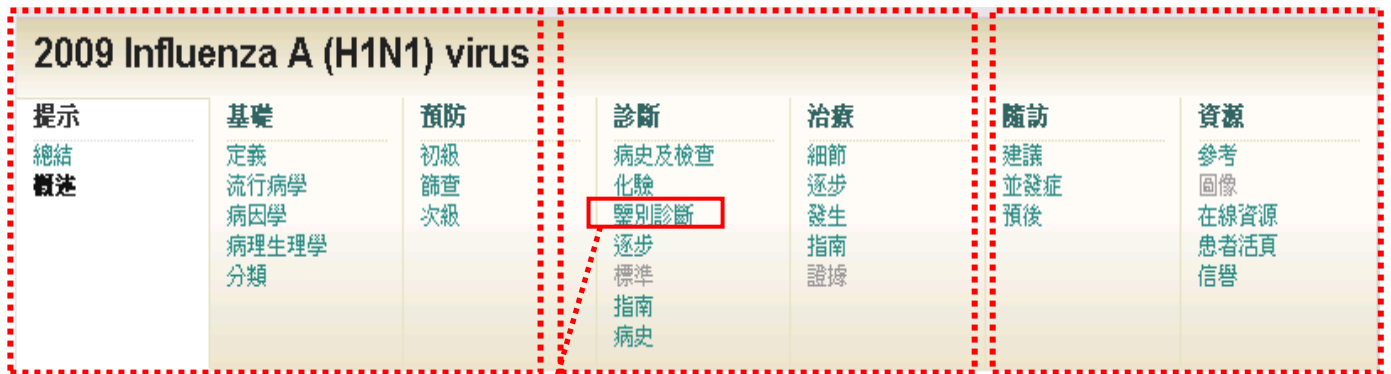 2009 Influenza A (H1N1) virus
提示
總結
概述
基礎
定義
流行病學
病因學
病理生理學
分類
預防
初級
篩查
次級
診斷
病史及檢查
化驗
鑒別診斷
逐步
標準
指南
病史
治療
細節
逐步
發生
指南
證據
隨訪
建議
並發症
預後
資源
參考
圖像
在線資源
患者活頁
信譽